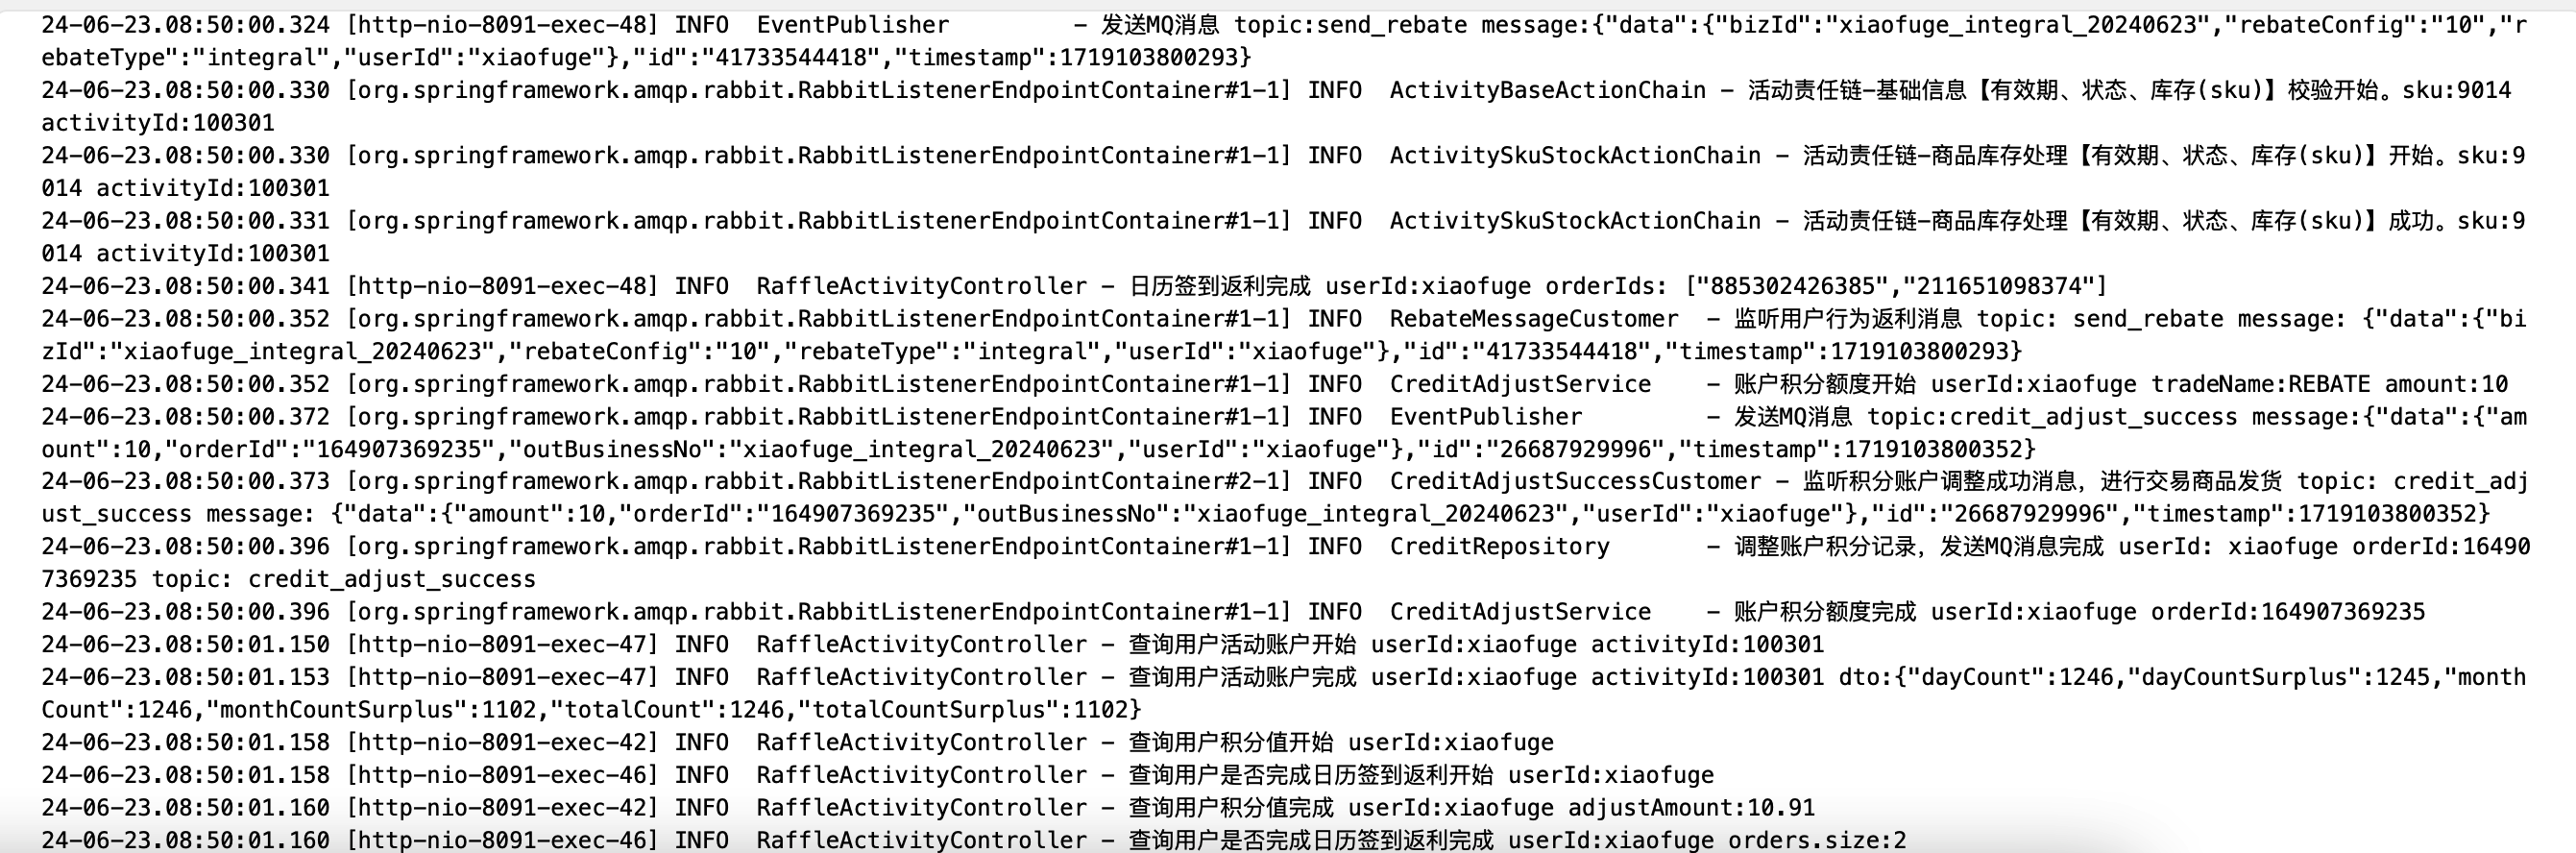 24-06-23.08:50:00.324 [http-nio-8091-exec-48] INFO  EventPublisher         - 发送MQ消息 topic:send_rebate message:{"data":{"bizId":"xiaofuge_integral_20240623","rebateConfig":"10","r
ebateType":"integral","userId":"xiaofuge"},"id":"41733544418","timestamp":1719103800293}
24-06-23.08:50:00.330 [org.springframework.amqp.rabbit.RabbitListenerEndpointContainer#1-1] INFO  ActivityBaseActionChain - 活动责任链-基础信息【有效期、状态、库存(sku)】校验开始。sku:9014
activityId:100301
24-06-23.08:50:00.330 [org.springframework.amqp.rabbit.RabbitListenerEndpointContainer#1-1] INFO  ActivitySkuStockActionChain - 活动责任链-商品库存处理【有效期、状态、库存(sku)】开始。sku:9
014 activityId:100301
24-06-23.08:50:00.331 [org.springframework.amqp.rabbit.RabbitListenerEndpointContainer#1-1] INFO  ActivitySkuStockActionChain - 活动责任链-商品库存处理【有效期、状态、库存(sku)】成功。sku:9
014 activityId:100301
24-06-23.08:50:00.341 [http-nio-8091-exec-48] INFO  RaffleActivityController - 日历签到返利完成 userId:xiaofuge orderIds: ["885302426385","211651098374"]
24-06-23.08:50:00.352 [org.springframework.amqp.rabbit.RabbitListenerEndpointContainer#1-1] INFO  RebateMessageCustomer  - 监听用户行为返利消息 topic: send_rebate message: {"data":{"bi
zId":"xiaofuge_integral_20240623","rebateConfig":"10","rebateType":"integral","userId":"xiaofuge"},"id":"41733544418","timestamp":1719103800293}
24-06-23.08:50:00.352 [org.springframework.amqp.rabbit.RabbitListenerEndpointContainer#1-1] INFO  CreditAdjustService    - 账户积分额度开始 userId:xiaofuge tradeName:REBATE amount:10
24-06-23.08:50:00.372 [org.springframework.amqp.rabbit.RabbitListenerEndpointContainer#1-1] INFO  EventPublisher         - 发送MQ消息 topic:credit_adjust_success message:{"data":{"am
ount":10,"orderId":"164907369235","outBusinessNo":"xiaofuge_integral_20240623","userId":"xiaofuge"},"id":"26687929996","timestamp":1719103800352}
24-06-23.08:50:00.373 [org.springframework.amqp.rabbit.RabbitListenerEndpointContainer#2-1] INFO  CreditAdjustSuccessCustomer - 监听积分账户调整成功消息，进行交易商品发货 topic: credit_adj
ust_success message: {"data":{"amount":10,"orderId":"164907369235","outBusinessNo":"xiaofuge_integral_20240623","userId":"xiaofuge"},"id":"26687929996","timestamp":1719103800352}
24-06-23.08:50:00.396 [org.springframework.amqp.rabbit.RabbitListenerEndpointContainer#1-1] INFO  CreditRepository       - 调整账户积分记录，发送MQ消息完成 userId: xiaofuge orderId:16490
7369235 topic: credit_adjust_success
24-06-23.08:50:00.396 [org.springframework.amqp.rabbit.RabbitListenerEndpointContainer#1-1] INFO  CreditAdjustService    - 账户积分额度完成 userId:xiaofuge orderId:164907369235
24-06-23.08:50:01.150 [http-nio-8091-exec-47] INFO  RaffleActivityController - 查询用户活动账户开始 userId:xiaofuge activityId:100301
24-06-23.08:50:01.153 [http-nio-8091-exec-47] INFO  RaffleActivityController - 查询用户活动账户完成 userId:xiaofuge activityId:100301 dto:{"dayCount":1246,"dayCountSurplus":1245,"month
Count":1246,"monthCountSurplus":1102,"totalCount":1246,"totalCountSurplus":1102}
24-06-23.08:50:01.158 [http-nio-8091-exec-42] INFO  RaffleActivityController - 查询用户积分值开始 userId:xiaofuge
24-06-23.08:50:01.158 [http-nio-8091-exec-46] INFO  RaffleActivityController - 查询用户是否完成日历签到返利开始 userId:xiaofuge
24-06-23.08:50:01.160 [http-nio-8091-exec-42] INFO  RaffleActivityController - 查询用户积分值完成 userId:xiaofuge adjustAmount:10.91
24-06-23.08:50:01.160 [http-nio-8091-exec-46] INFO  RaffleActivityController - 查询用户是否完成日历签到返利完成 userId:xiaofuge orders.size:2